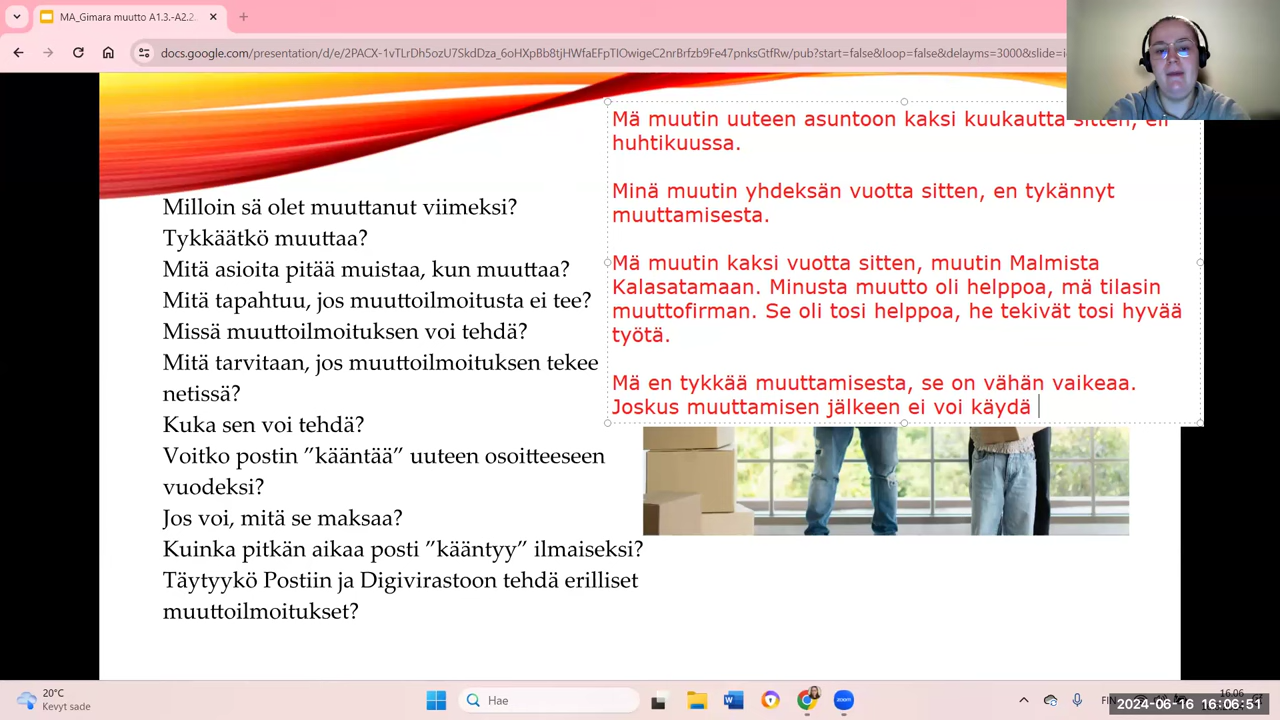 MA_Gimara muutto A1.3.-A2.2.
docs.google.com/presentation/d/e/2PACX-1vTLrDh5ozU7SkdDza_6oHXpBb8tjHWfaEFpTIOwigeC2nrBrfzb9Fe47pnksGtfRw/pub?start=false&loop=false&delayms=3000&slide=i
Mä muutin uuteen asuntoon kaksi kuukautta sitten, eli
huhtikuussa.
Minä muutin yhdeksän vuotta sitten, en tykännyt
muuttamisesta.
Mä muutin kaksi vuotta sitten, muutin Malmista
Kalasatamaan. Minusta muutto oli helppoa, mä tilasin
muuttofirman. Se oli tosi helppoa, he tekivät tosi hyvää
työtä.
Mä en tykkää muuttamisesta, se on vähän vaikeaa.
Joskus muuttamisen jälkeen ei voi käydä
Milloin sä olet muuttanut viimeksi?
Tykkäätkö muuttaa?
Mitä asioita pitää muistaa, kun muuttaa?
Mitä tapahtuu, jos muuttoilmoitusta ei tee?
Missä muuttoilmoituksen voi tehdä?
Mitä tarvitaan, jos muuttoilmoituksen tekee
netissä?
Kuka sen voi tehdä?
Voitko postin ”kääntää” uuteen osoitteeseen
vuodeksi?
Jos voi, mitä se maksaa?
Kuinka pitkän aikaa posti ”kääntyy” ilmaiseksi?
Täytyykö Postiin ja Digivirastoon tehdä erilliset
muuttoilmoitukset?
20°C
Kevyt sade
Hae
zoom
FIN
16.06
2024-06-16 16:06:51